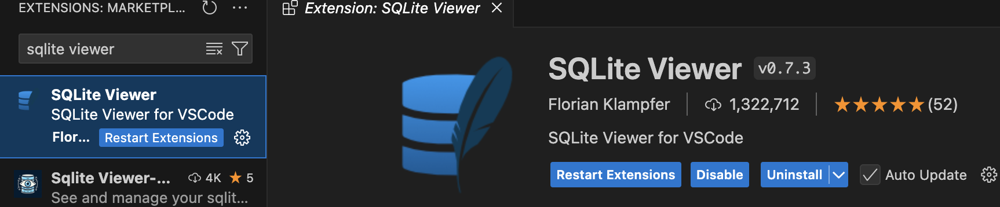 EXTENSIONS: MARKETPL...
sqlite viewer
SQLite Viewer
SQLite Viewer for VSCode
Flor... Restart Extensions
Sqlite Viewer-... 4K 5
See and manage your sqlit...
Extension: SQLite Viewer
SQLite Viewer v0.7.3
Florian Klampfer 1,322,712 (52)
SQLite Viewer for VSCode
Restart Extensions Disable Uninstall Auto Update